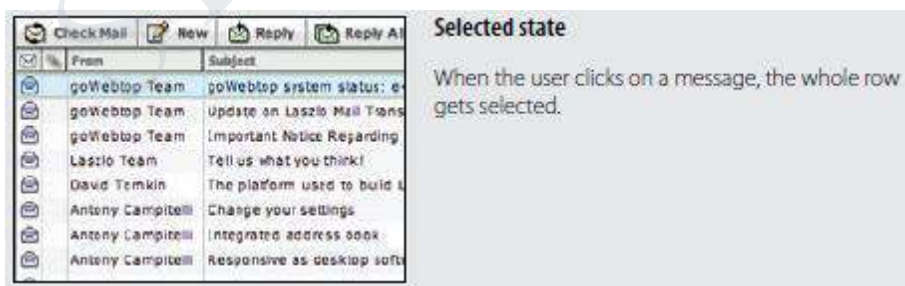 Check Mail New Reply Reply Al
From Subject
goWebtop Team goWebtop system status: e
goWebtop Team Update on Laszlo Mail Trans
goWebtop Team Important Notice Regarding
Laszlo Team Tell us what you think!
David Temkin The platform used to build L
Antony Campitelli Change your settings
Antony Campitelli Integrated address book
Antony Campitelli Responsive as desktop soft
Selected state
When the user clicks on a message, the whole row
gets selected.